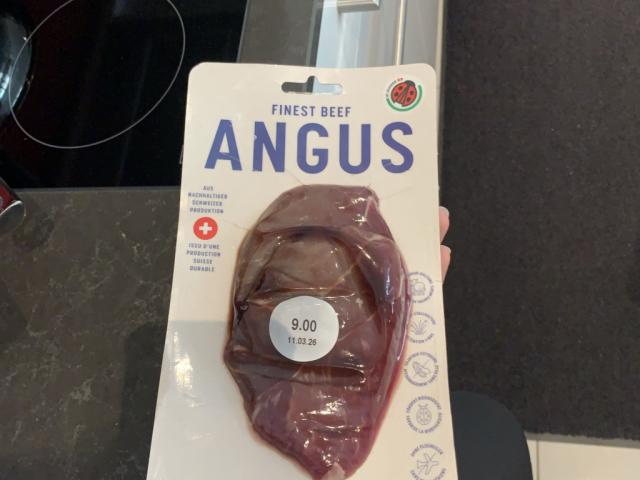 FINEST BEEF
ANGUS
AUS
NACHHALTIGER
SCHWEIZER
PRODUKTION
ISSU D'UNE
PRODUCTION
SUISSE
DURABLE
9.00
11.03.26